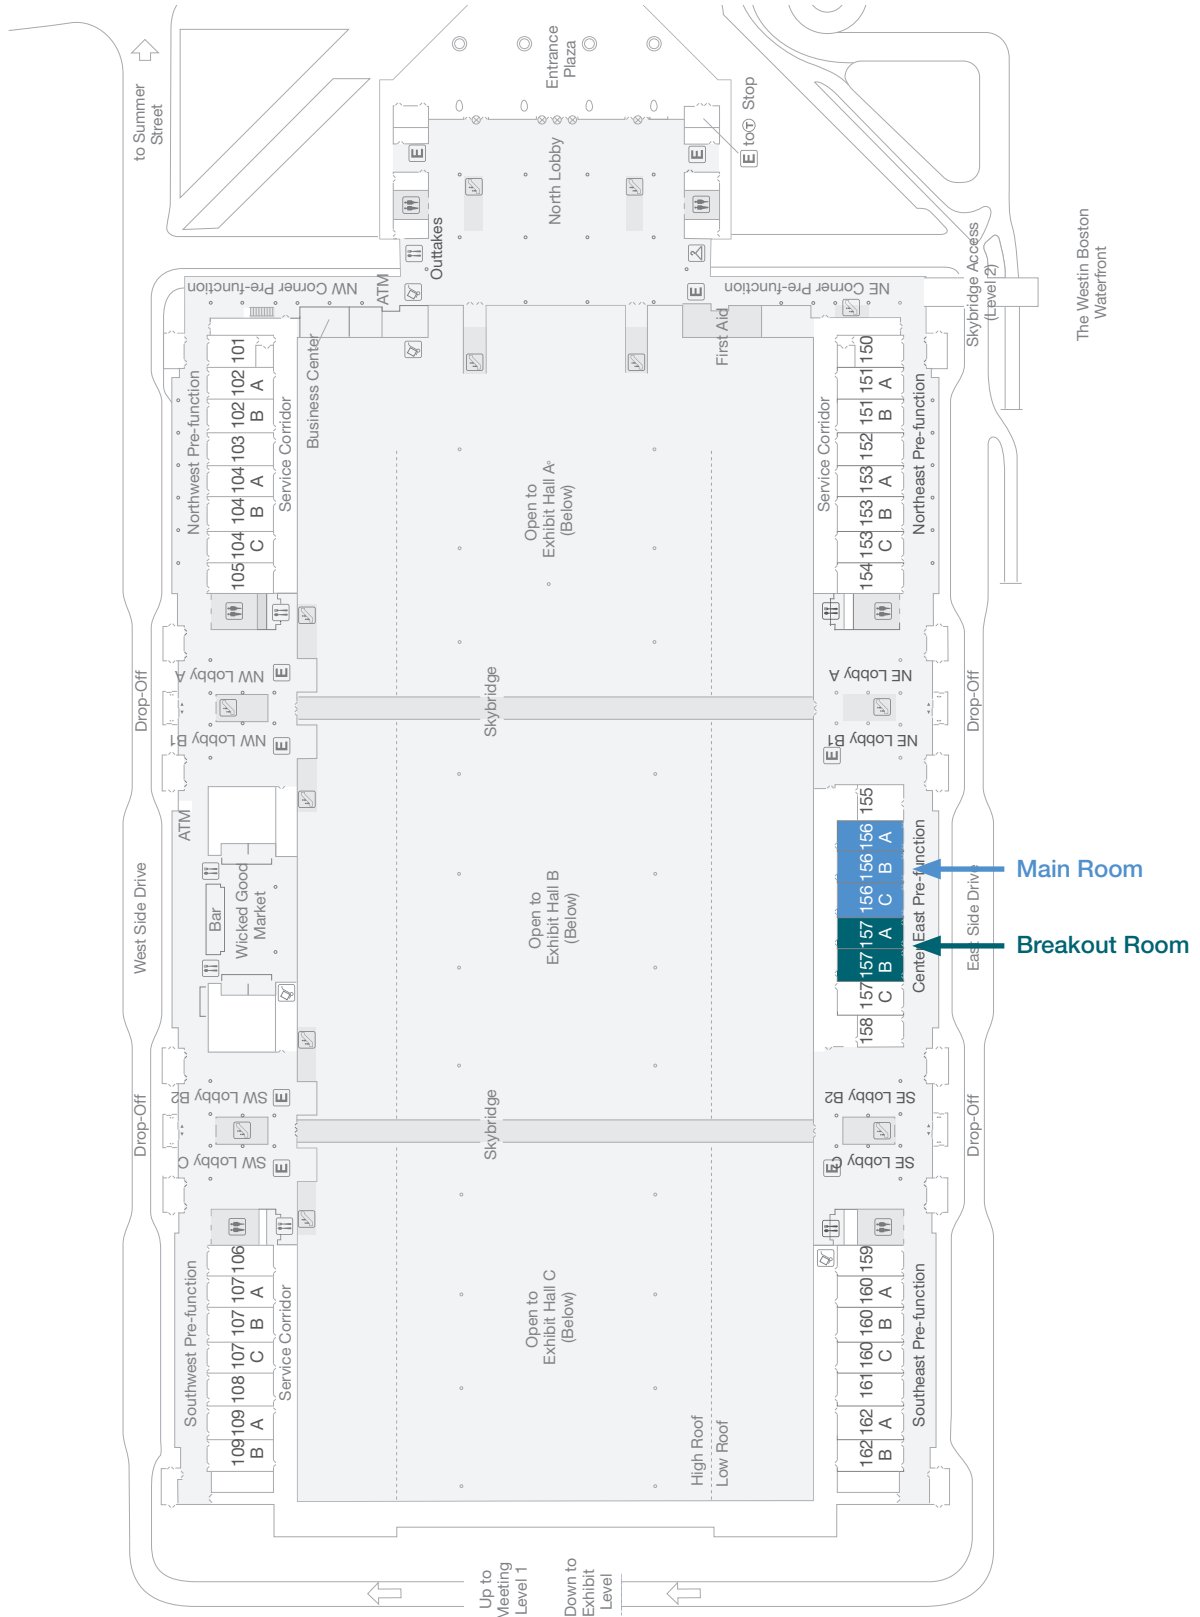 to Summer
Street
Entrance
Plaza
E to T Stop
E
E
North Lobby
Outtakes
ATM
NW Corner Pre-function
NE Corner Pre-function
E
Skybridge Access
(Level 2)
The Westin Boston
Waterfront
Business Center
First Aid
Northwest Pre-function
101
102 A
102 B
103
104 A
104 B
104 C
105
Service Corridor
Open to
Exhibit Hall A
(Below)
Service Corridor
150
151 A
151 B
152
153 A
153 B
153 C
154
Northeast Pre-function
Drop-Off
NW Lobby A
E
NW Lobby B1
E
Skybridge
NE Lobby A
NE Lobby B1
E
Drop-Off
ATM
West Side Drive
Bar
Wicked Good
Market
Open to
Exhibit Hall B
(Below)
155
156 A
156 B
156 C
157 A
157 B
157 C
158
Center East Pre-function
East Side Drive
Main Room
Breakout Room
Drop-Off
SW Lobby B2
E
SW Lobby C
E
Skybridge
SE Lobby B2
SE Lobby C
E
Drop-Off
Southwest Pre-function
106
107 A
107 B
107 C
108
109 A
109 B
Service Corridor
Open to
Exhibit Hall C
(Below)
High Roof
Low Roof
159
160 A
160 B
160 C
161
162 A
162 B
Southeast Pre-function
Up to
Meeting
Level 1
Down to
Exhibit
Level